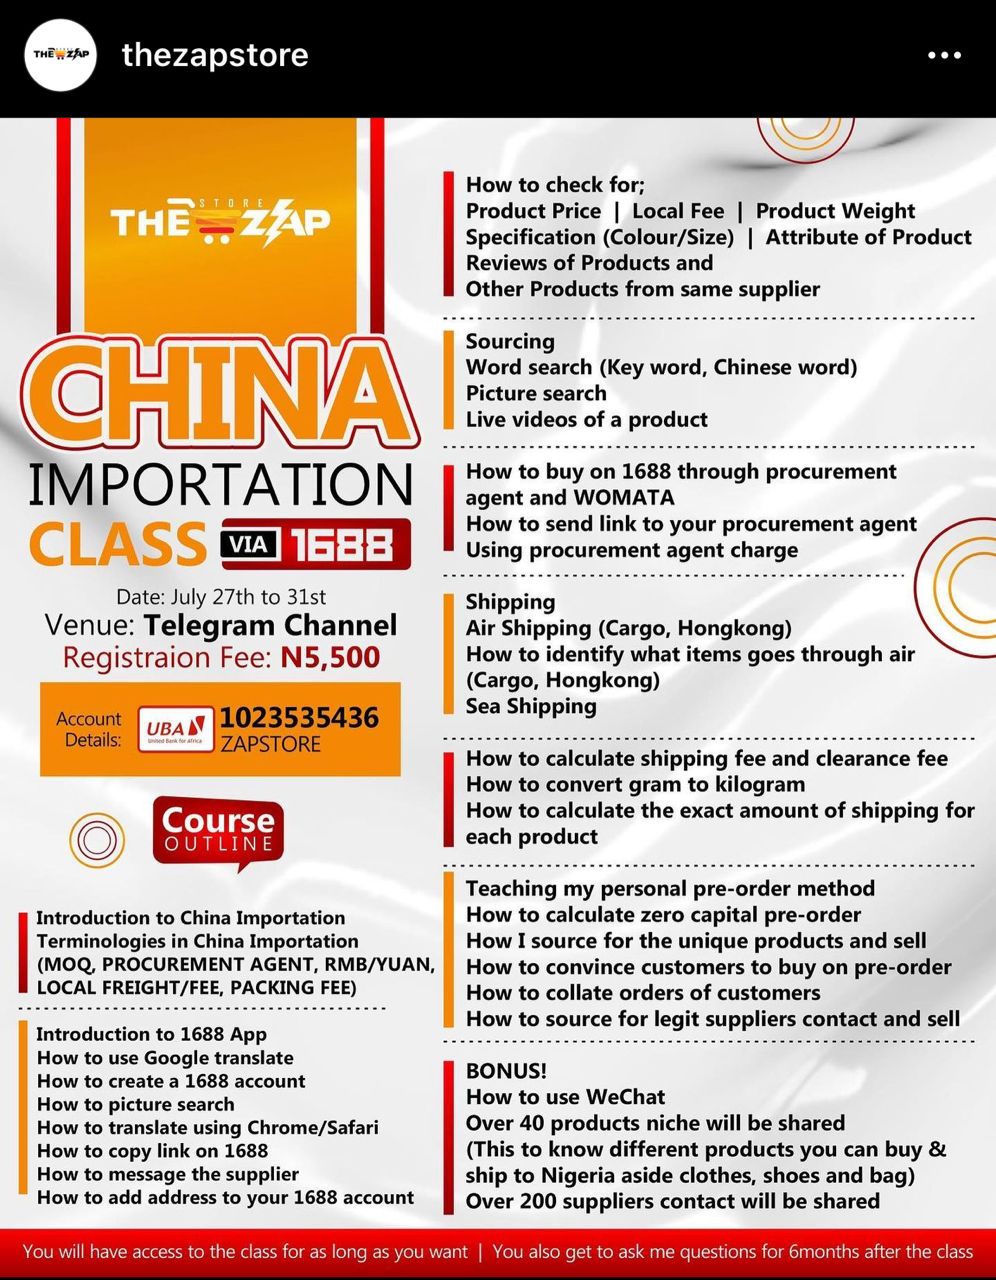 THE ZAP
thezapstore
STORE
THE ZAP
CHINA
IMPORTATION
CLASS VIA 1688
Date: July 27th to 31st
Venue: Telegram Channel
Registraion Fee: N5,500
Account Details:
UBA
United Bank for Africa
1023535436
ZAPSTORE
Course
OUTLINE
Introduction to China Importation
Terminologies in China Importation
(MOQ, PROCUREMENT AGENT, RMB/YUAN,
LOCAL FREIGHT/FEE, PACKING FEE)
Introduction to 1688 App
How to use Google translate
How to create a 1688 account
How to picture search
How to translate using Chrome/Safari
How to copy link on 1688
How to message the supplier
How to add address to your 1688 account
How to check for;
Product Price | Local Fee | Product Weight
Specification (Colour/Size) | Attribute of Product
Reviews of Products and
Other Products from same supplier
Sourcing
Word search (Key word, Chinese word)
Picture search
Live videos of a product
How to buy on 1688 through procurement
agent and WOMATA
How to send link to your procurement agent
Using procurement agent charge
Shipping
Air Shipping (Cargo, Hongkong)
How to identify what items goes through air
(Cargo, Hongkong)
Sea Shipping
How to calculate shipping fee and clearance fee
How to convert gram to kilogram
How to calculate the exact amount of shipping for
each product
Teaching my personal pre-order method
How to calculate zero capital pre-order
How I source for the unique products and sell
How to convince customers to buy on pre-order
How to collate orders of customers
How to source for legit suppliers contact and sell
BONUS!
How to use WeChat
Over 40 products niche will be shared
(This to know different products you can buy &
ship to Nigeria aside clothes, shoes and bag)
Over 200 suppliers contact will be shared
You will have access to the class for as long as you want | You also get to ask me questions for 6months after the class